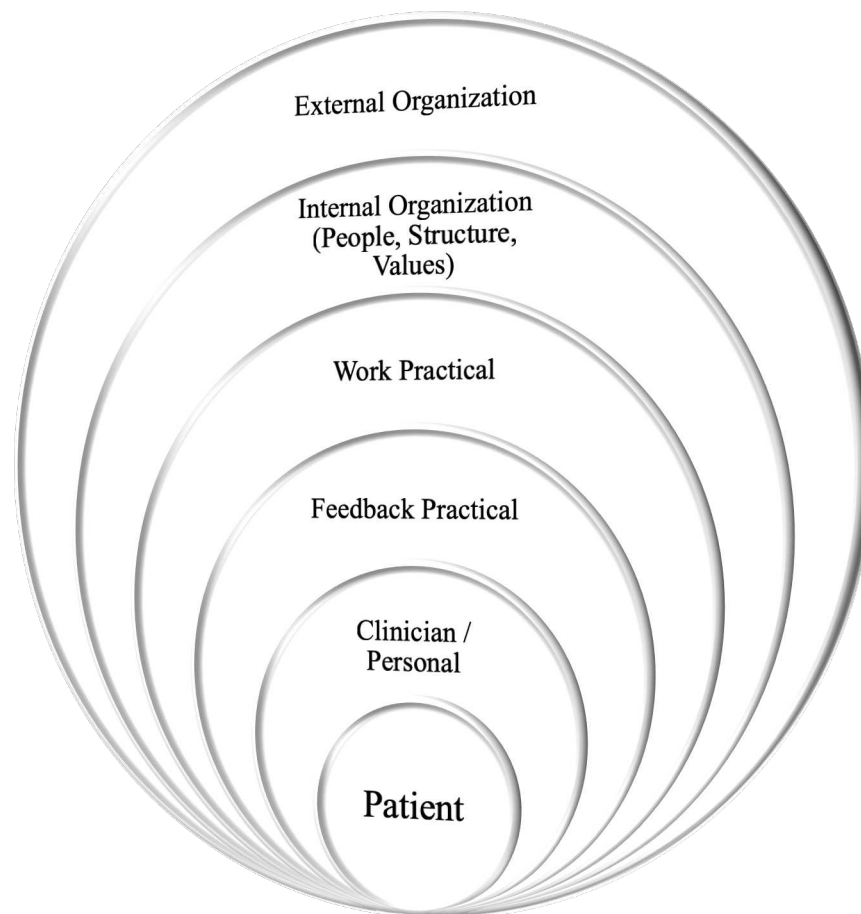 External Organization
Internal Organization
(People, Structure,
Values)
Work Practical
Feedback Practical
Clinician /
Personal
Patient